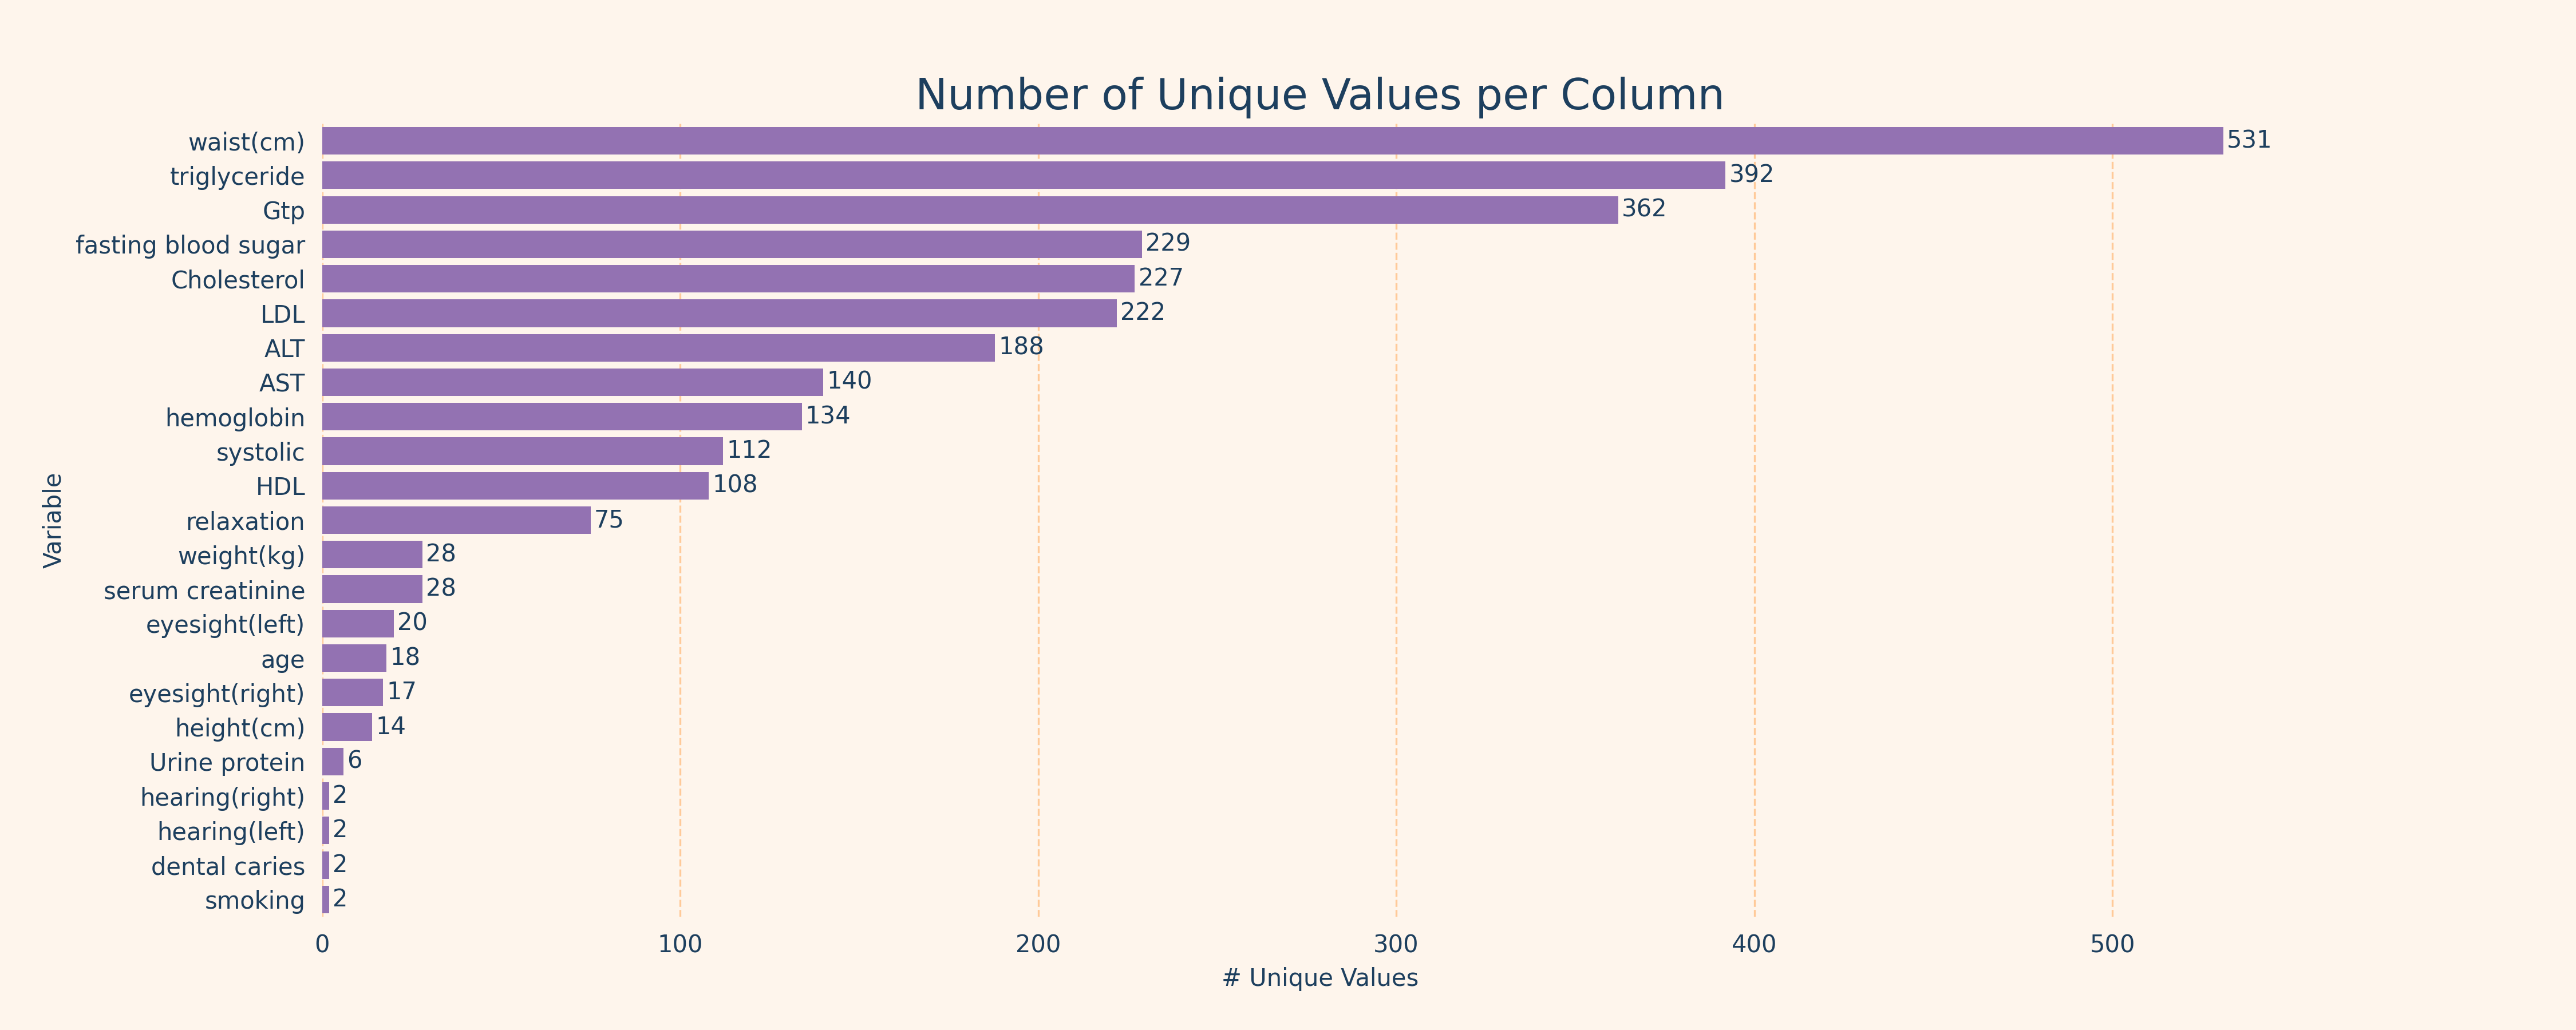 Number of Unique Values per Column
waist(cm) 531
triglyceride 392
Gtp 362
fasting blood sugar 229
Cholesterol 227
LDL 222
ALT 188
AST 140
hemoglobin 134
systolic 112
HDL 108
relaxation 75
weight(kg) 28
serum creatinine 28
eyesight(left) 20
age 18
eyesight(right) 17
height(cm) 14
Urine protein 6
hearing(right) 2
hearing(left) 2
dental caries 2
smoking 2
Variable
0 100 200 300 400 500
# Unique Values